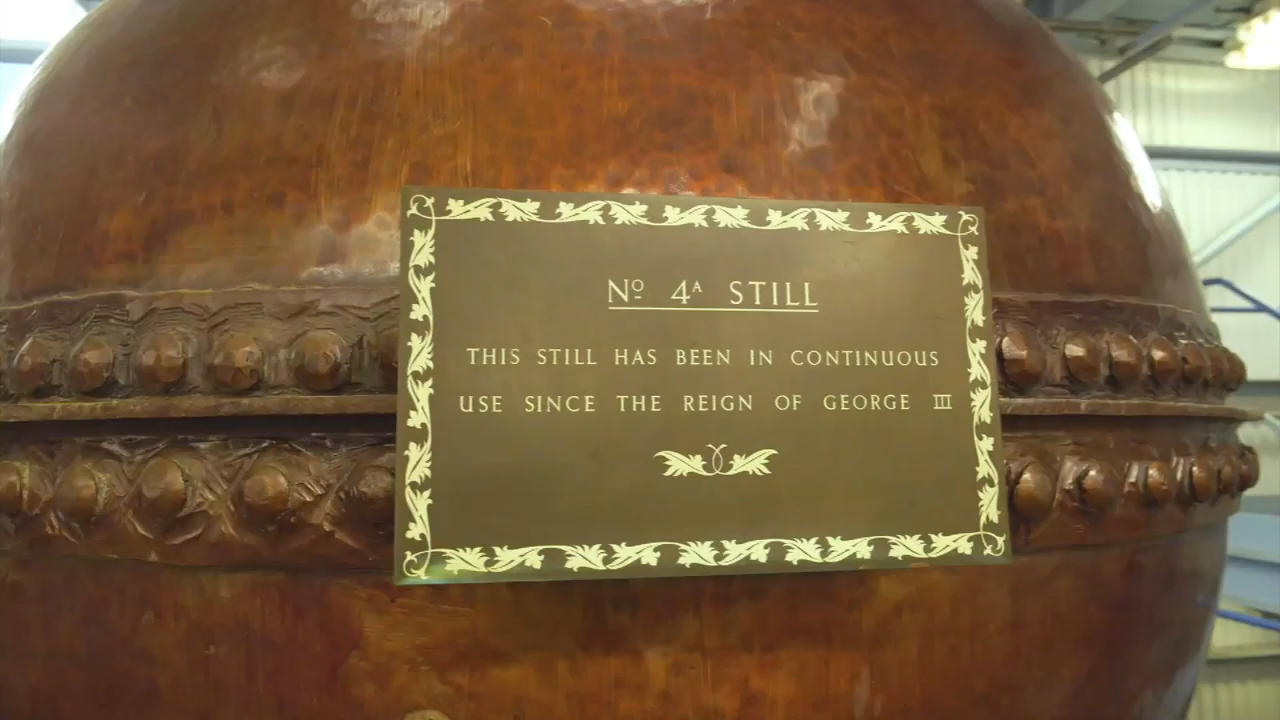 Nº 4ᴬ STILL
THIS STILL HAS BEEN IN CONTINUOUS
USE SINCE THE REIGN OF GEORGE III